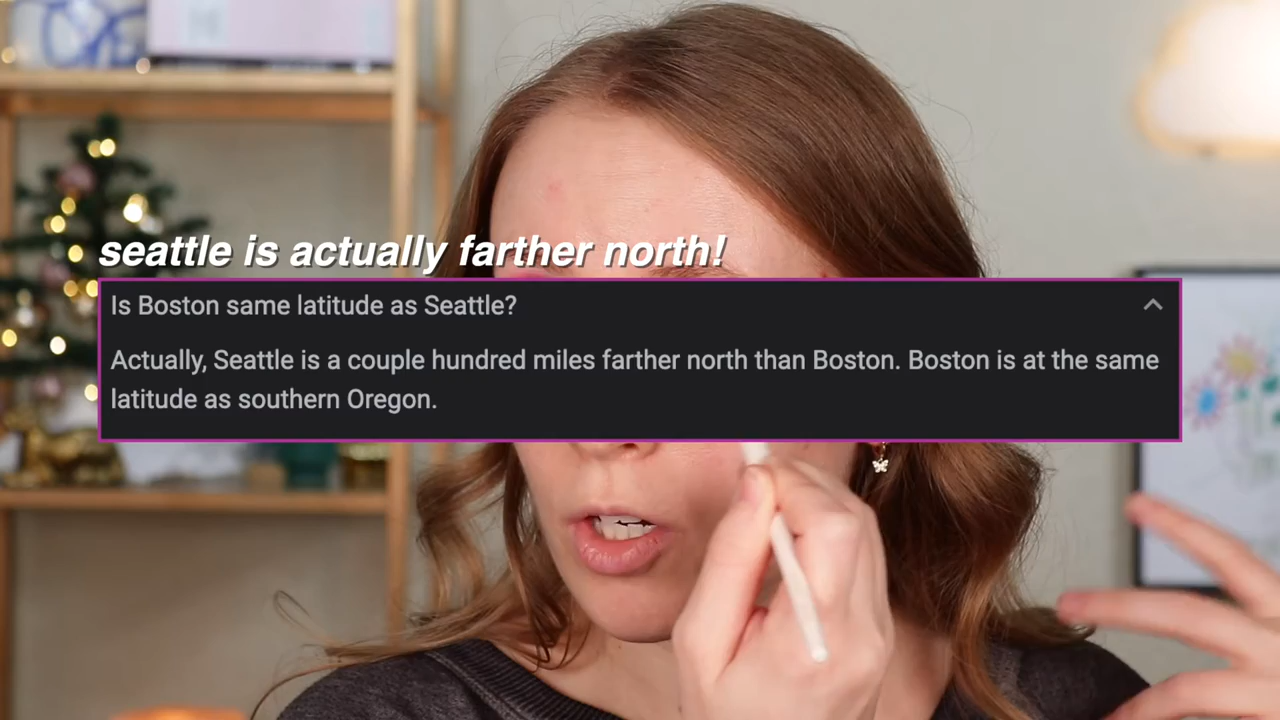 seattle is actually farther north!
Is Boston same latitude as Seattle?
Actually, Seattle is a couple hundred miles farther north than Boston. Boston is at the same
latitude as southern Oregon.